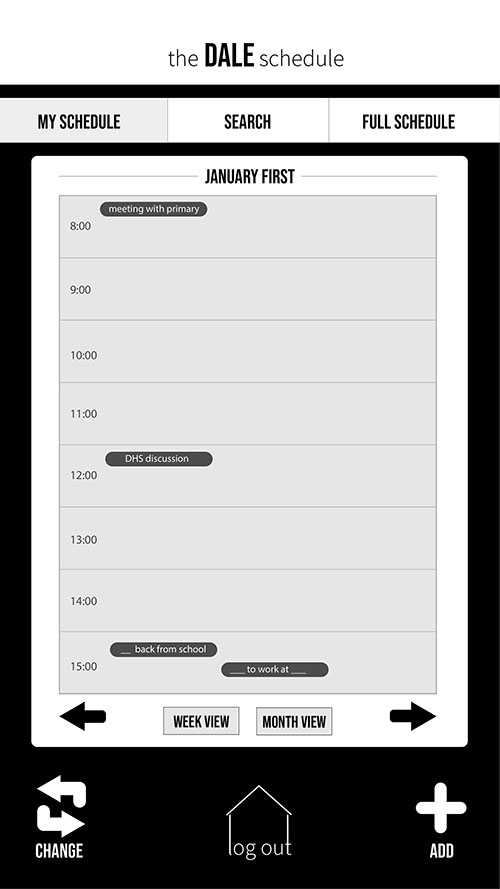 the DALE schedule
MY SCHEDULE
SEARCH
FULL SCHEDULE
JANUARY FIRST
meeting with primary
8:00
9:00
10:00
11:00
DHS discussion
12:00
13:00
14:00
__ back from school
___ to work at ___
15:00
WEEK VIEW
MONTH VIEW
CHANGE
log out
ADD